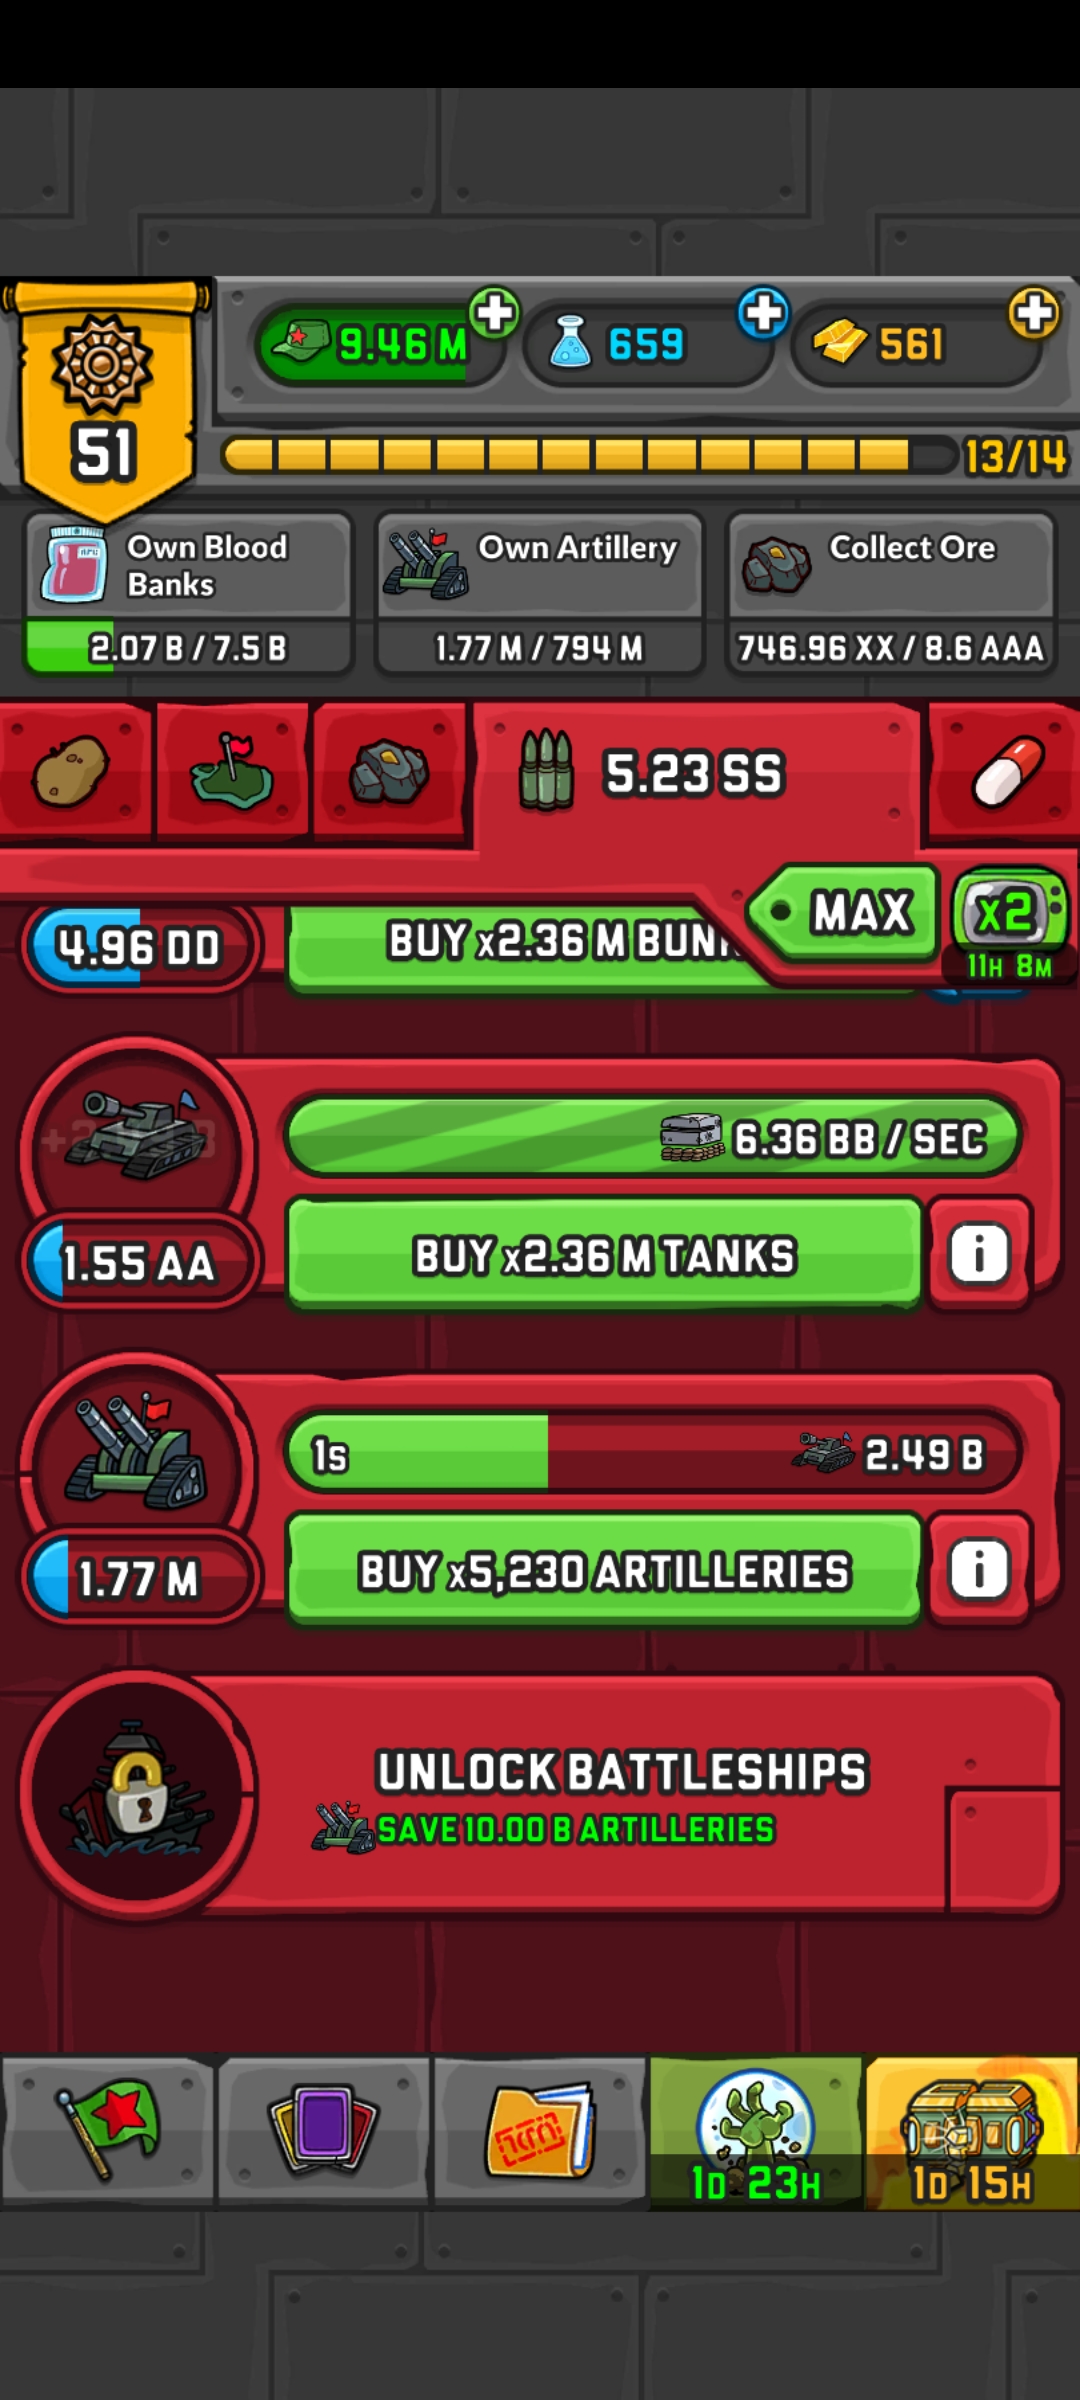 9.46 M
659
561
51
13/14
Own Blood
Banks
2.07 B / 7.5 B
Own Artillery
1.77 M / 794 M
Collect Ore
746.96 XX / 8.6 AAA
5.23 SS
MAX
x2
11H 8M
4.96 DD
BUY x2.36 M
6.36 BB / SEC
1.55 AA
BUY x2.36 M TANKS
i
1s
2.49 B
1.77 M
BUY x5,230 ARTILLERIES
i
UNLOCK BATTLESHIPS
SAVE 10.00 B ARTILLERIES
1D 23H
1D 15H